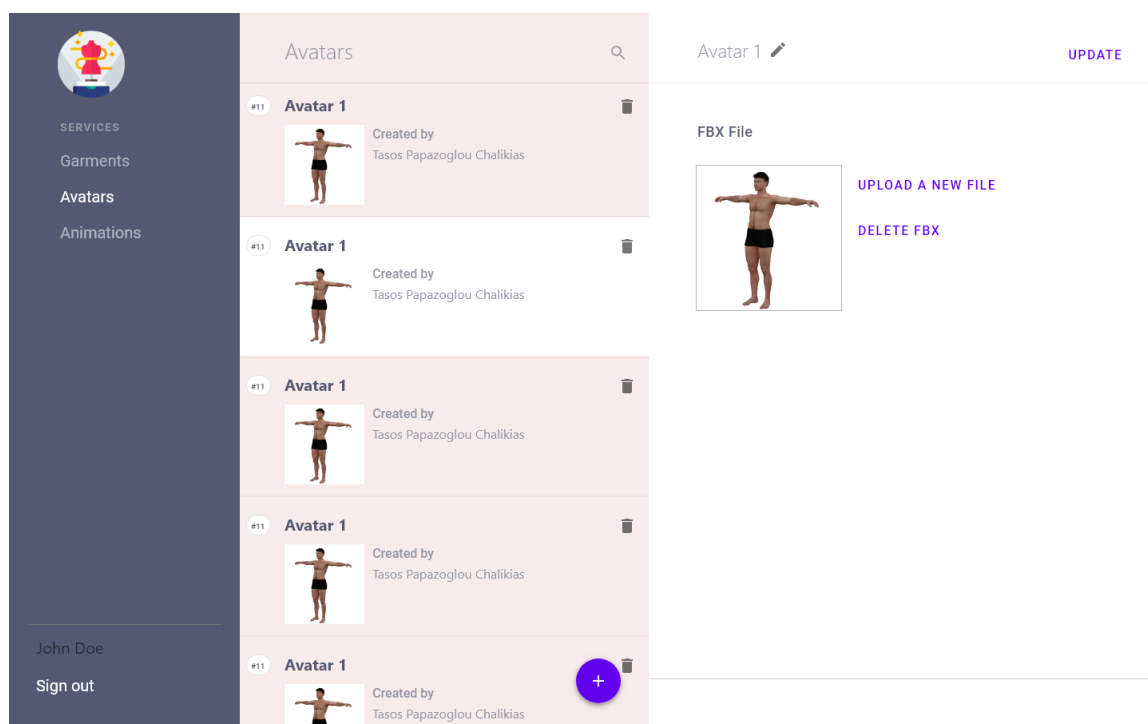 SERVICES
Garments
Avatars
Animations
John Doe
Sign out
Avatars
#11
Avatar 1
Created by
Tasos Papazoglou Chalikias
#11
Avatar 1
Created by
Tasos Papazoglou Chalikias
#11
Avatar 1
Created by
Tasos Papazoglou Chalikias
#11
Avatar 1
Created by
Tasos Papazoglou Chalikias
#11
Avatar 1
Created by
Tasos Papazoglou Chalikias
+
Avatar 1
UPDATE
FBX File
UPLOAD A NEW FILE
DELETE FBX